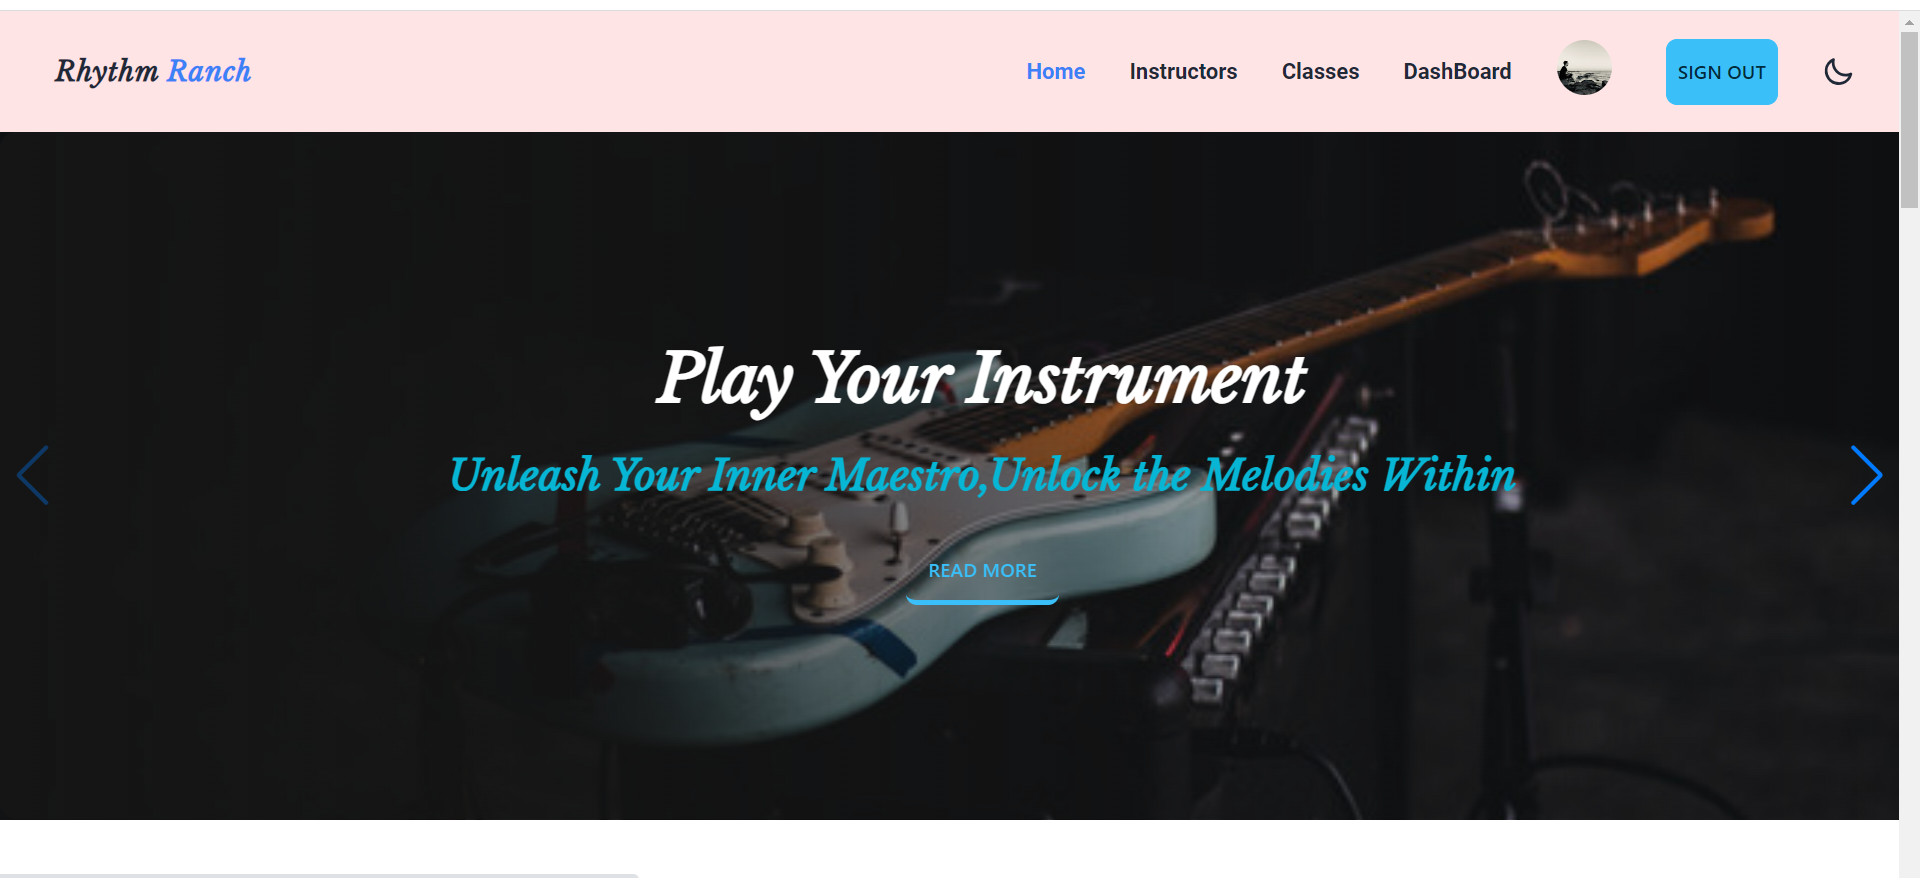 Rhythm Ranch
Home Instructors Classes DashBoard SIGN OUT
Play Your Instrument
Unleash Your Inner Maestro,Unlock the Melodies Within
READ MORE